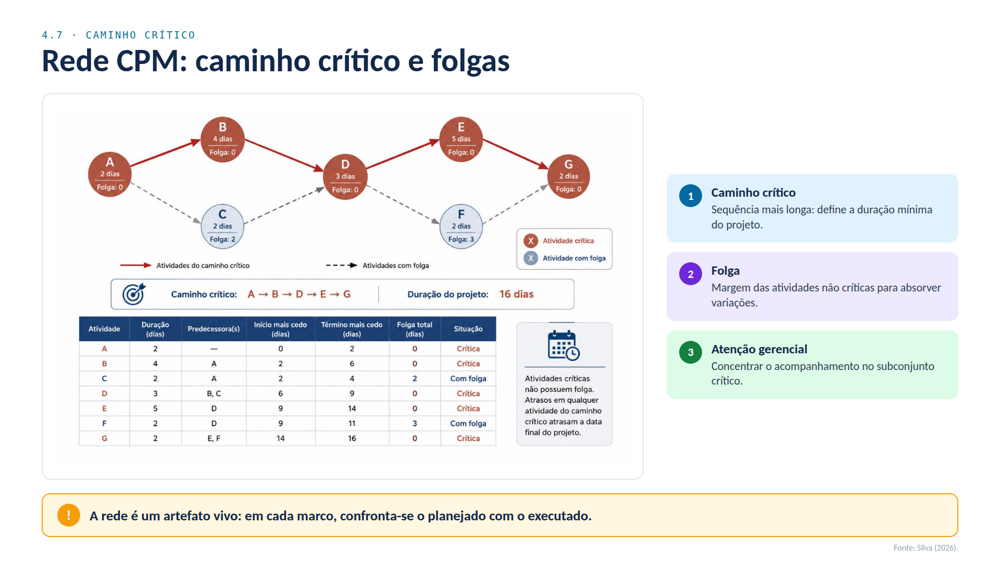 4.7 · CAMINHO CRÍTICO
Rede CPM: caminho crítico e folgas
A
2 dias
Folga: 0
B
4 dias
Folga: 0
C
2 dias
Folga: 2
D
3 dias
Folga: 0
E
5 dias
Folga: 0
F
2 dias
Folga: 3
G
2 dias
Folga: 0
X Atividade crítica
X Atividade com folga
Atividades do caminho crítico
Atividades com folga
Caminho crítico: A → B → D → E → G
Duração do projeto: 16 dias
Atividade Duração (dias) Predecessora(s) Início mais cedo (dias) Término mais cedo (dias) Folga total (dias) Situação
A 2 — 0 2 0 Crítica
B 4 A 2 6 0 Crítica
C 2 A 2 4 2 Com folga
D 3 B, C 6 9 0 Crítica
E 5 D 9 14 0 Crítica
F 2 D 9 11 3 Com folga
G 2 E, F 14 16 0 Crítica
Atividades críticas
não possuem folga.
Atrasos em qualquer
atividade do caminho
crítico atrasam a data
final do projeto.
1 Caminho crítico
Sequência mais longa: define a duração mínima
do projeto.
2 Folga
Margem das atividades não críticas para absorver
variações.
3 Atenção gerencial
Concentrar o acompanhamento no subconjunto
crítico.
! A rede é um artefato vivo: em cada marco, confronta-se o planejado com o executado.
Fonte: Silva (2026).